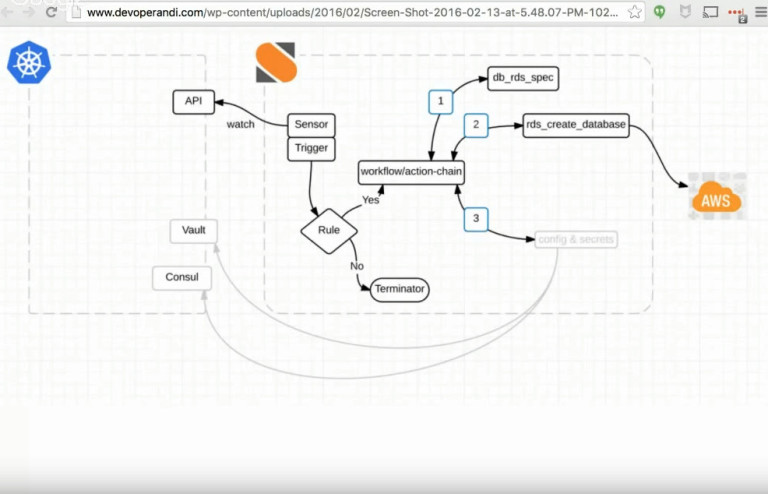 www.devoperandi.com/wp-content/uploads/2016/02/Screen-Shot-2016-02-13-at-5.48.07-PM-102...
db_rds_spec
API
1
watch
Sensor
2
rds_create_database
Trigger
workflow/action-chain
AWS
Yes
3
Vault
Rule
config & secrets
No
Consul
Terminator